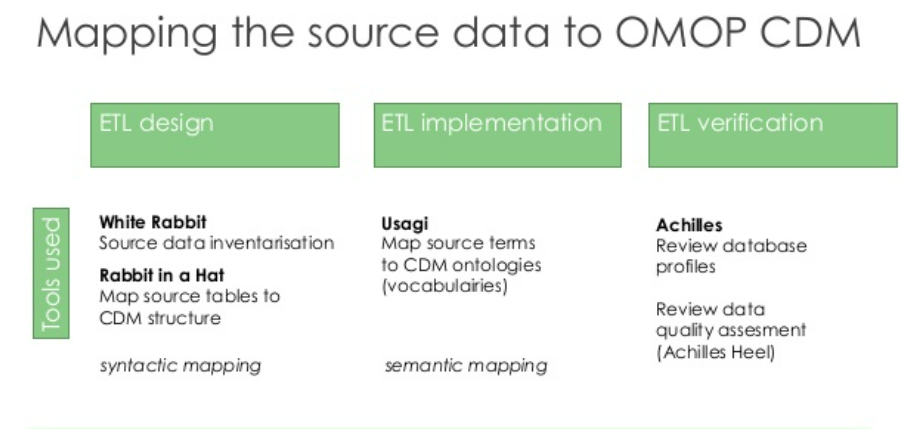 Mapping the source data to OMOP CDM
ETL design
ETL implementation
ETL verification
Tools used
White Rabbit
Source data inventarisation
Rabbit in a Hat
Map source tables to
CDM structure
syntactic mapping
Usagi
Map source terms
to CDM ontologies
(vocabulairies)
semantic mapping
Achilles
Review database
profiles
Review data
quality assesment
(Achilles Heel)